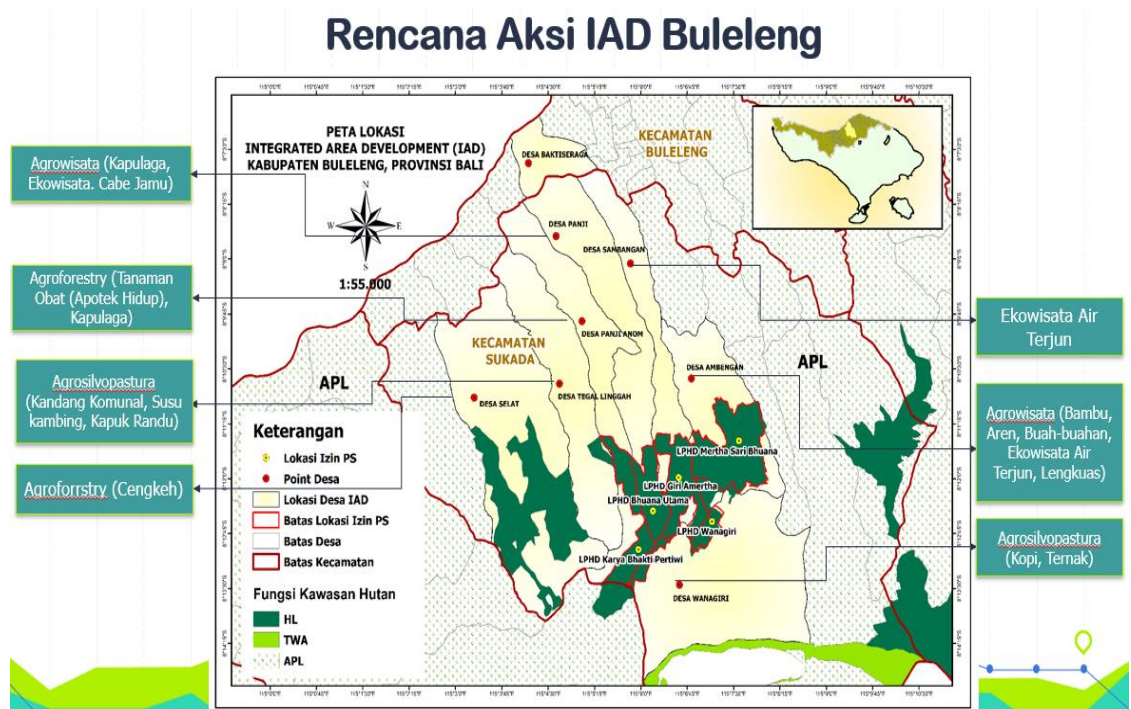 Rencana Aksi IAD Buleleng
Agrowisata (Kapulaga,
Ekowisata. Cabe Jamu)
Agroforestry (Tanaman
Obat (Apotek Hidup),
Kapulaga)
Agrosilvopastura
(Kandang Komunal, Susu
kambing, Kapuk Randu)
Agroforrstry (Cengkeh)
PETA LOKASI
INTEGRATED AREA DEVELOPMENT (IAD)
KABUPATEN BULELENG, PROVINSI BALI
N
W
E
S
1:55.000
KECAMATAN
BULELENG
DESA BAKTISERAGA
DESA PANJI
DESA SAMBANGAN
DESA PANJI ANOM
KECAMATAN
SUKADA
APL
APL
DESA AMBENGAN
DESA TEGAL LINGGAH
DESA SELAT
LPHD Mertha Sari Bhuana
LPHD Giri Amertha
LPHD Bhuana Utama
LPHD Wanagiri
LPHD Karya Bhakti Pertiwi
DESA WANAGIRI
Keterangan
Lokasi Izin PS
Point Desa
Lokasi Desa IAD
Batas Lokasi Izin PS
Batas Desa
Batas Kecamatan
Fungsi Kawasan Hutan
HL
TWA
APL
Ekowisata Air
Terjun
Agrowisata (Bambu,
Aren, Buah-buahan,
Ekowisata Air
Terjun, Lengkuas)
Agrosilvopastura
(Kopi, Ternak)